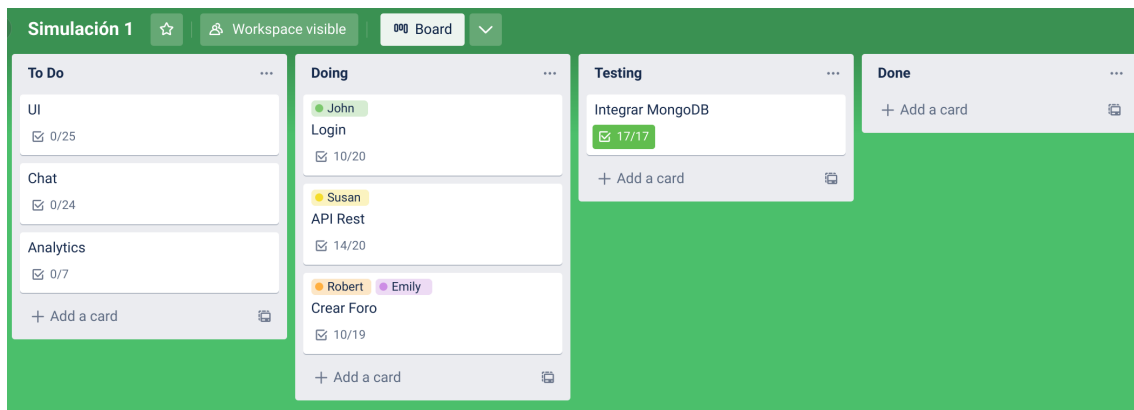 Simulación 1
Workspace visible
Board
To Do
UI
0/25
Chat
0/24
Analytics
0/7
+ Add a card
Doing
John
Login
10/20
Susan
API Rest
14/20
Robert Emily
Crear Foro
10/19
+ Add a card
Testing
Integrar MongoDB
17/17
+ Add a card
Done
+ Add a card